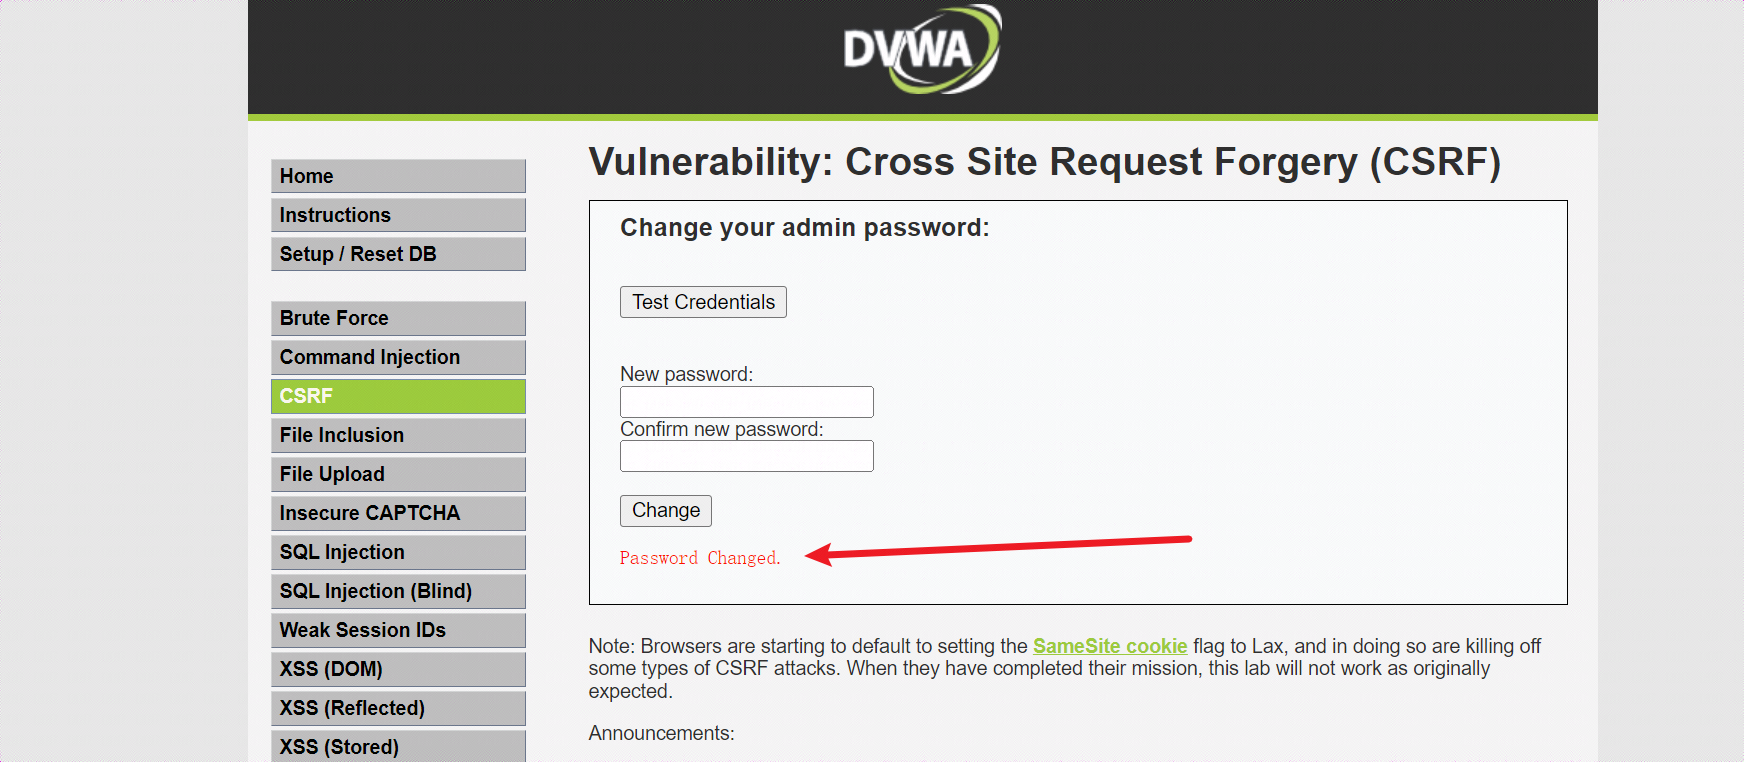 DVWA
Home
Instructions
Setup / Reset DB
Brute Force
Command Injection
CSRF
File Inclusion
File Upload
Insecure CAPTCHA
SQL Injection
SQL Injection (Blind)
Weak Session IDs
XSS (DOM)
XSS (Reflected)
XSS (Stored)
Vulnerability: Cross Site Request Forgery (CSRF)
Change your admin password:
Test Credentials
New password:
Confirm new password:
Change
Password Changed.
Note: Browsers are starting to default to setting the SameSite cookie flag to Lax, and in doing so are killing off
some types of CSRF attacks. When they have completed their mission, this lab will not work as originally
expected.
Announcements: